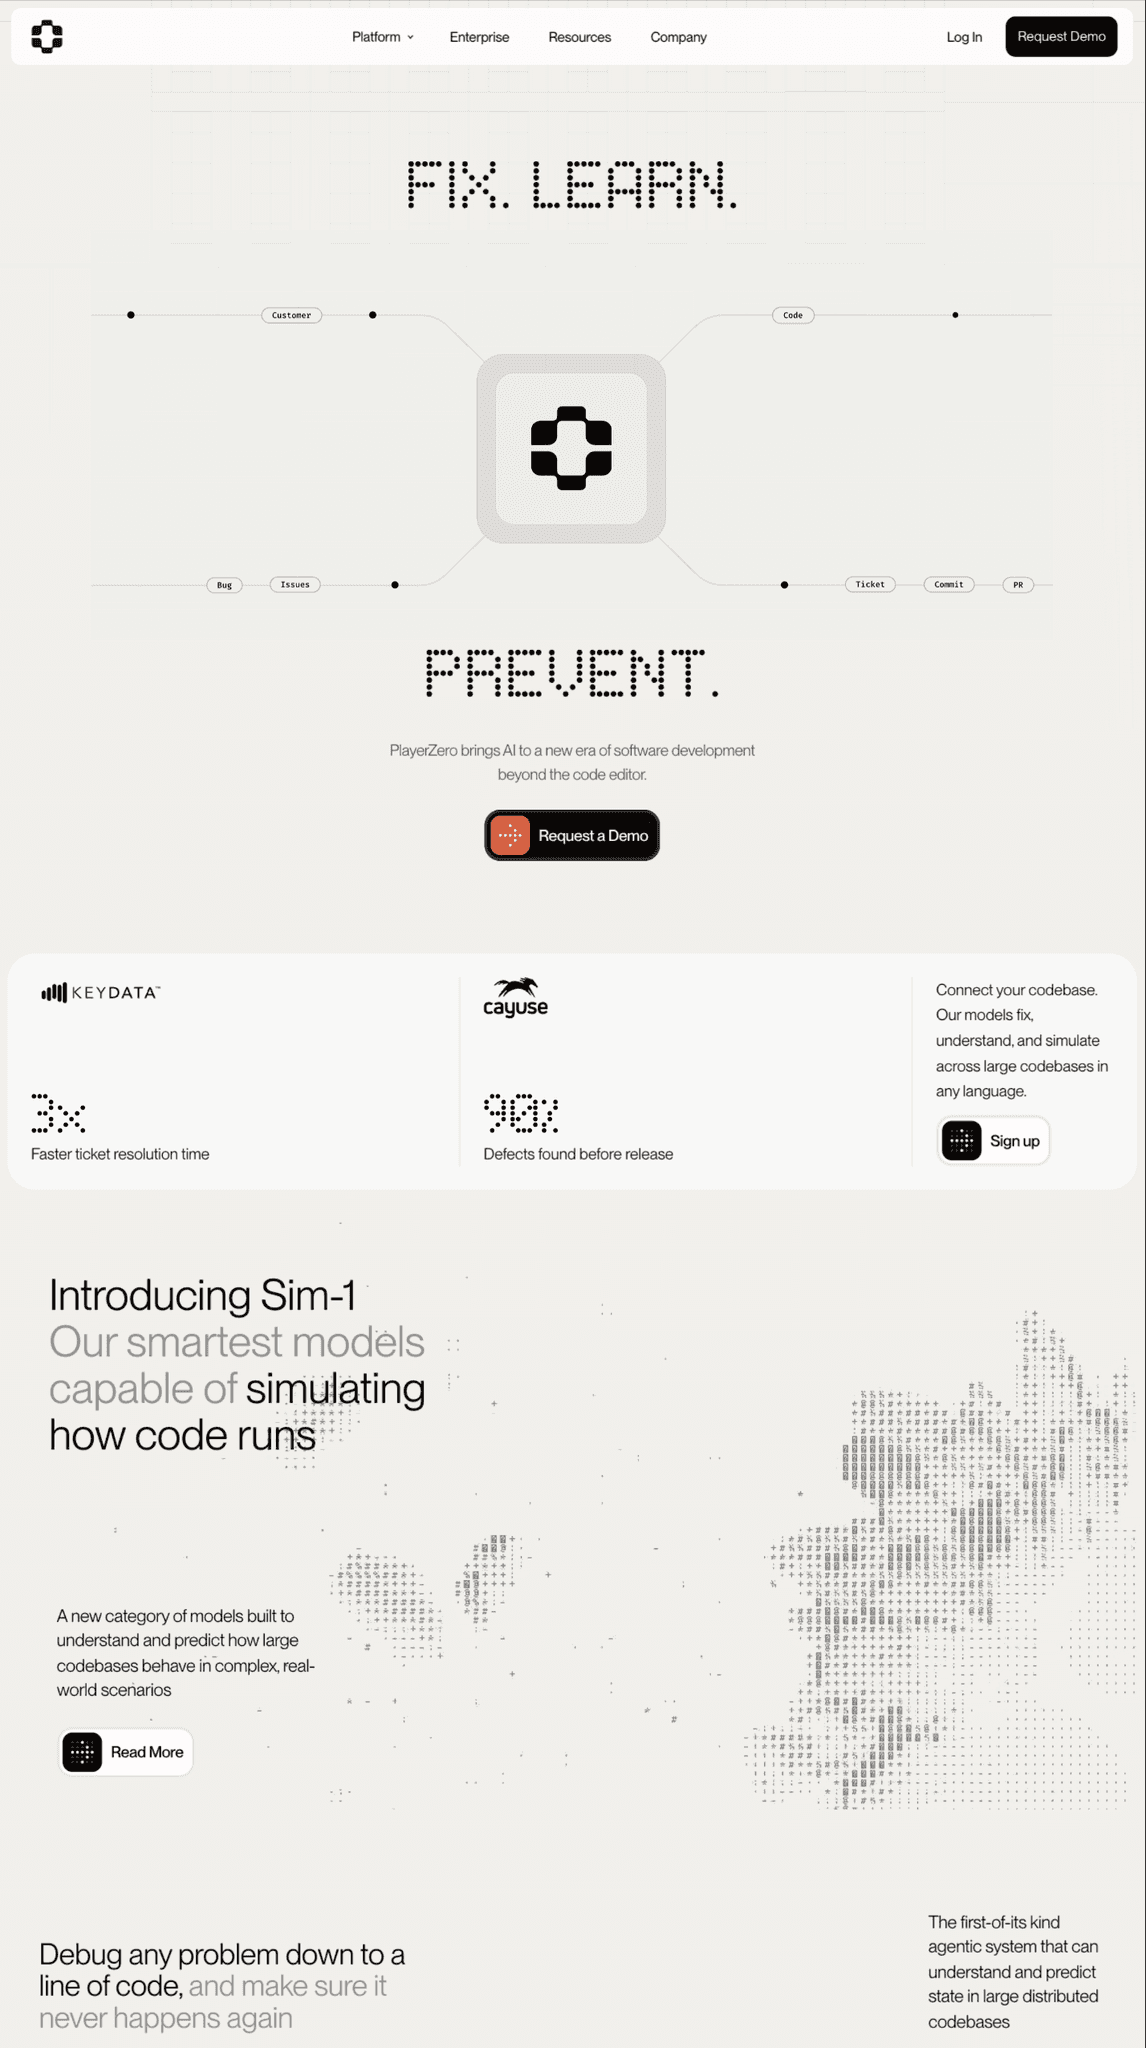 Platform
Enterprise
Resources
Company
Log In
Request Demo
FIX. LEARN.
Customer
Code
Bug
Issues
Ticket
Commit
PR
PREVENT.
PlayerZero brings AI to a new era of software development
beyond the code editor.
Request a Demo
KEYDATA™
3x
Faster ticket resolution time
cayuse
90%
Defects found before release
Connect your codebase.
Our models fix,
understand, and simulate
across large codebases in
any language.
Sign up
Introducing Sim-1
Our smartest models
capable of simulating
how code runs
A new category of models built to
understand and predict how large
codebases behave in complex, real-
world scenarios
Read More
Debug any problem down to a
line of code, and make sure it
never happens again
The first-of-its kind
agentic system that can
understand and predict
state in large distributed
codebases